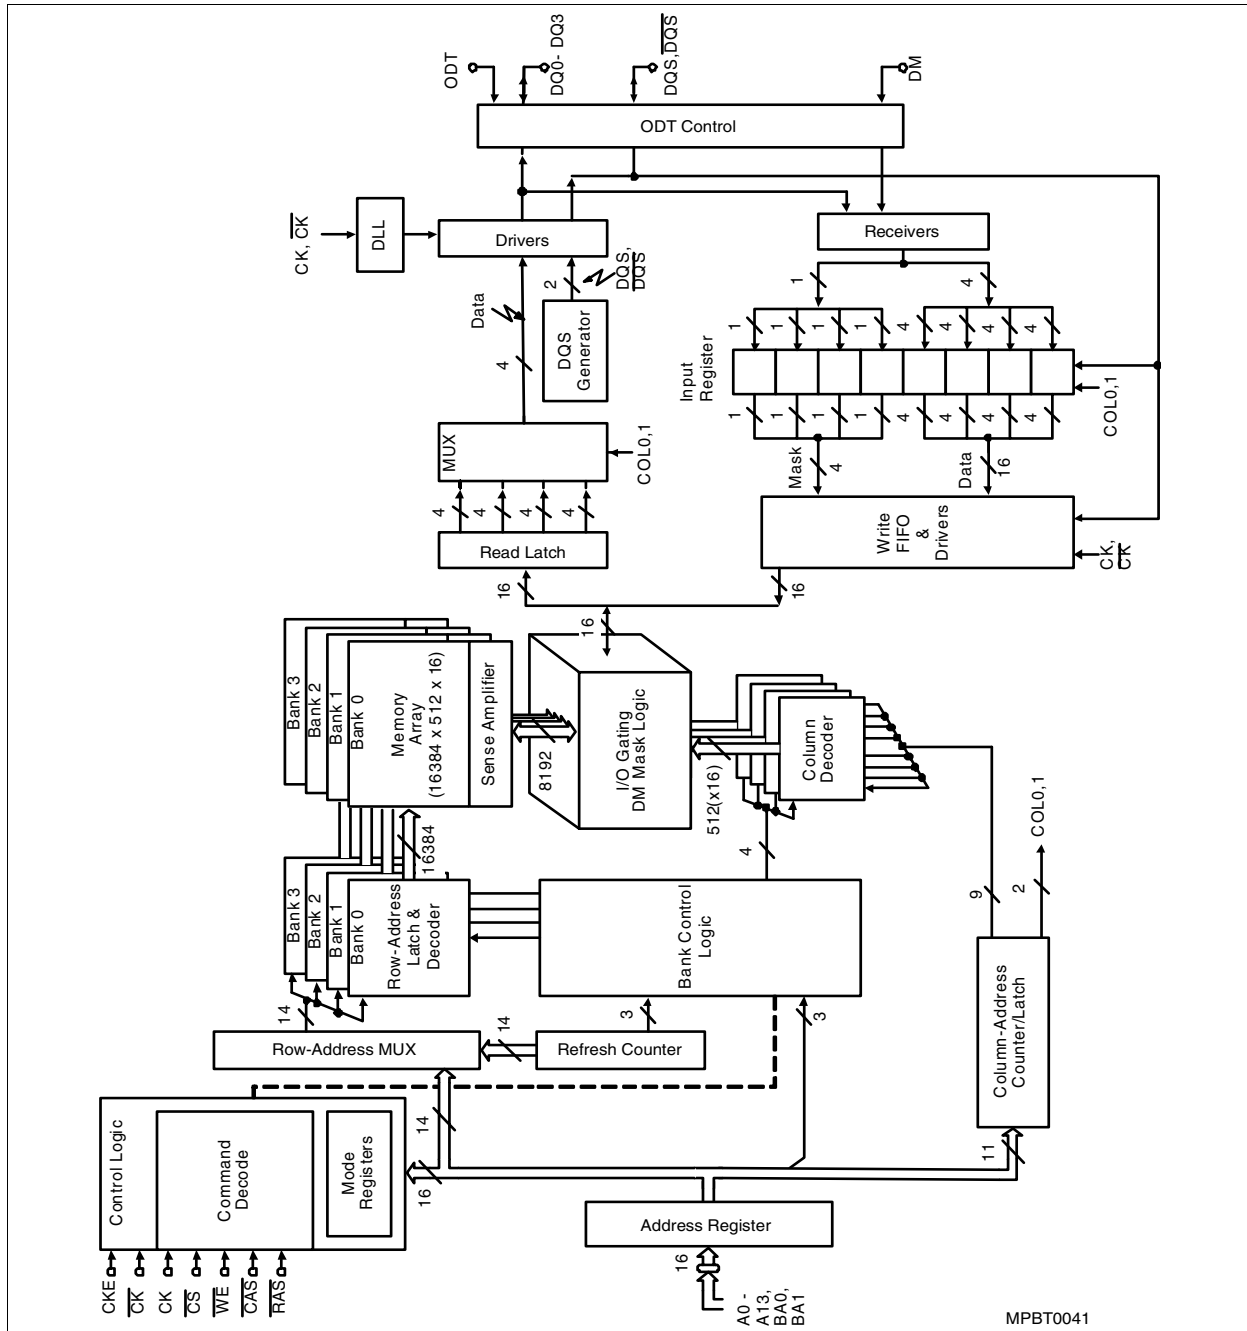 ODT
DQ0- DQ3
DQS,DQS
DM
ODT Control
CK, CK
DLL
Drivers
Receivers
2
DQS,
DQS
Data
4
DQS
Generator
1
4
1
1
1
1
4
4
4
4
Input
Register
COL0,1
1
1
1
1
4
4
4
4
MUX
COL0,1
Mask
4
Data
16
4
4
4
4
Read Latch
Write
FIFO
&
Drivers
CK,
CK
16
16
16
Bank 3
Bank 2
Bank 1
Bank 0
Memory
Array
(16384 x 512 x 16)
Sense Amplifier
8192
I/O Gating
DM Mask Logic
512(x16)
Column
Decoder
16384
4
COL0,1
Bank 3
Bank 2
Bank 1
Bank 0
Row-Address
Latch &
Decoder
Bank Control
Logic
9
2
14
14
3
3
Row-Address MUX
Refresh Counter
Column-Address
Counter/Latch
14
11
Control Logic
Command
Decode
Mode
Registers
16
Address Register
CKE
CK
CK
CS
WE
CAS
RAS
16
A0 -
A13,
BA0,
BA1
MPBT0041